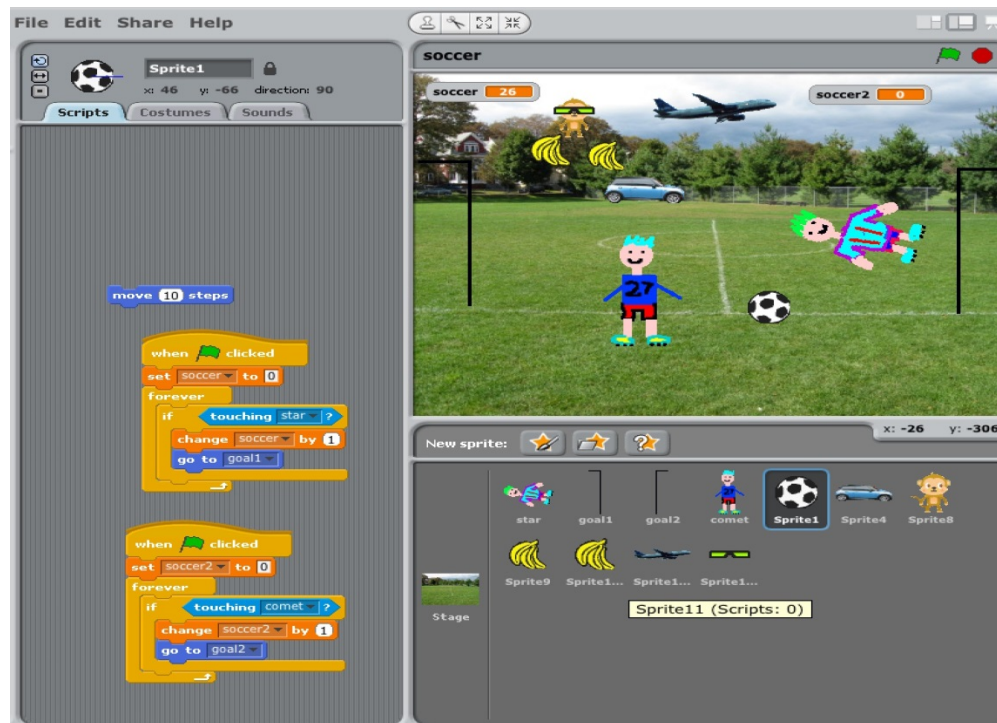 File Edit Share Help
Sprite1
x: 46 y: -66 direction: 90
Scripts Costumes Sounds
move 10 steps
when clicked
set soccer to 0
forever
if touching star ?
change soccer by 1
go to goal1
when clicked
set soccer2 to 0
forever
if touching comet ?
change soccer2 by 1
go to goal2
soccer
soccer 26
soccer2 0
27
x: -26 y: -306
New sprite:
star goal1 goal2 comet Sprite1 Sprite4 Sprite8
Sprite9 Sprite1... Sprite1... Sprite1...
Stage
Sprite11 (Scripts: 0)